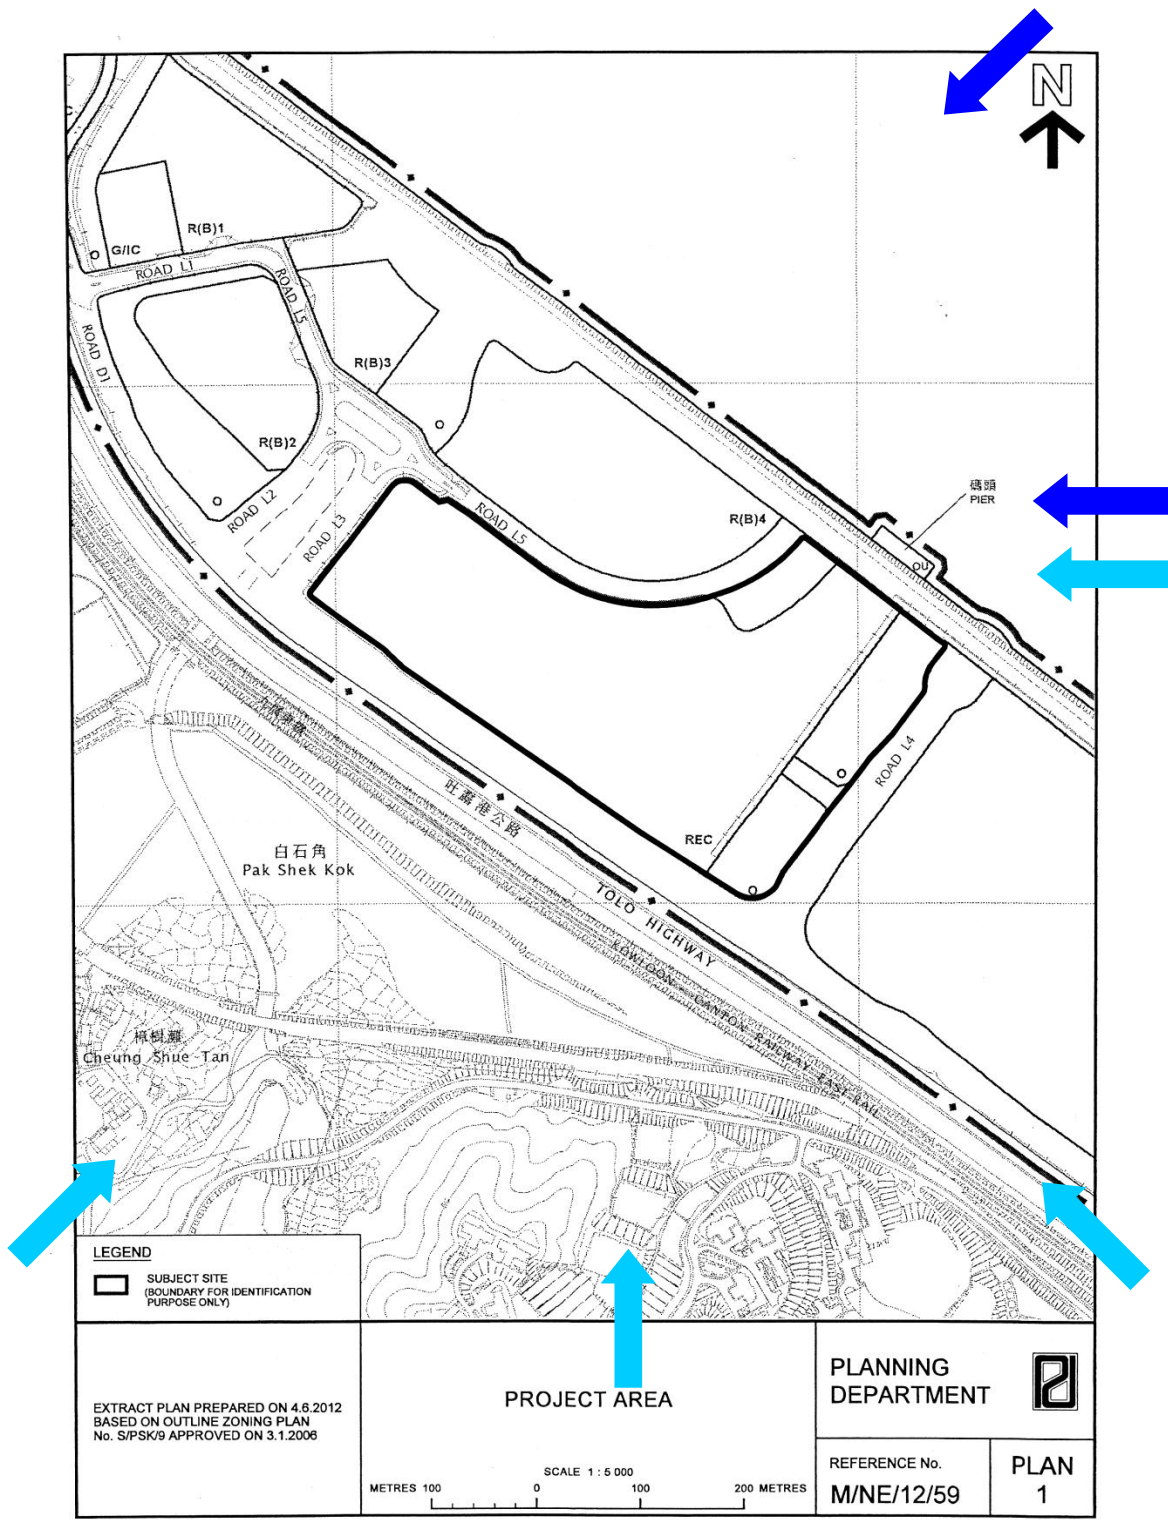 N
R(B)1
G/IC
ROAD L1
ROAD L5
ROAD D1
R(B)3
R(B)2
ROAD L2
ROAD L3
ROAD L5
R(B)4
碼頭
PIER
OU
ROAD L4
REC
吐露港公路
TOLO HIGHWAY
KOWLOON - CANTON RAILWAY EAST RAIL
白石角
Pak Shek Kok
樟樹灘
Cheung Shue Tan
LEGEND
SUBJECT SITE
(BOUNDARY FOR IDENTIFICATION
PURPOSE ONLY)
EXTRACT PLAN PREPARED ON 4.6.2012
BASED ON OUTLINE ZONING PLAN
No. S/PSK/9 APPROVED ON 3.1.2006
PROJECT AREA
SCALE 1 : 5 000
METRES 100 0 100 200 METRES
PLANNING
DEPARTMENT
REFERENCE No.
M/NE/12/59
PLAN
1